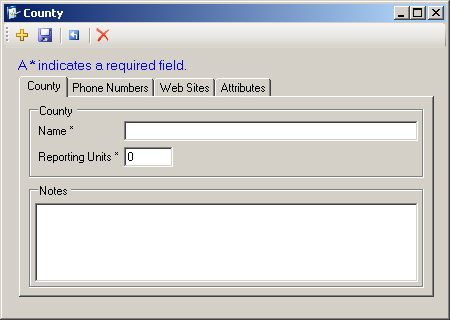 County
A * indicates a required field.
County Phone Numbers Web Sites Attributes
County
Name *
Reporting Units * 0
Notes